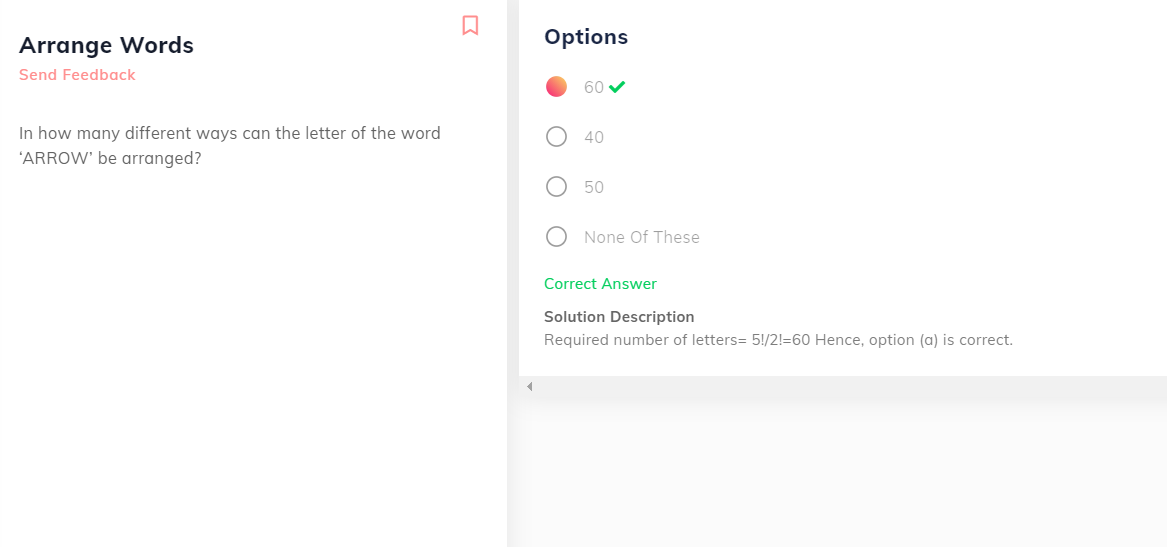 Arrange Words
Send Feedback
In how many different ways can the letter of the word
‘ARROW’ be arranged?
Options
60
40
50
None Of These
Correct Answer
Solution Description
Required number of letters= 5!/2!=60 Hence, option (a) is correct.